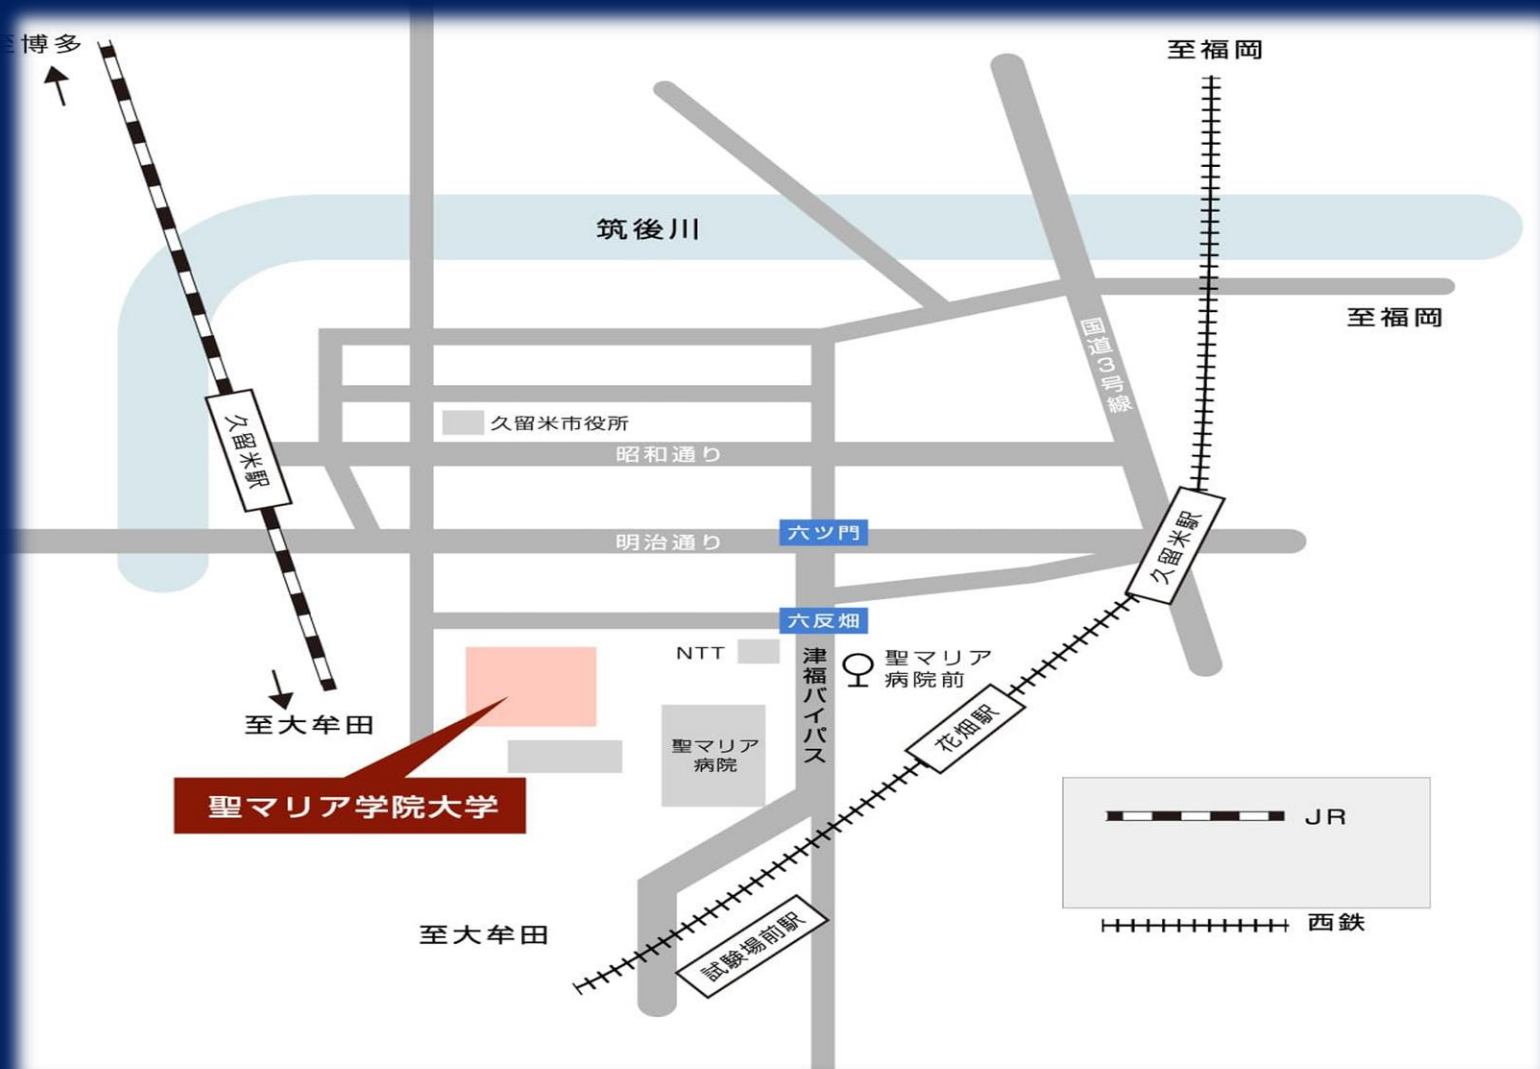 至博多
至福岡
筑後川
至福岡
国道3号線
久留米駅
久留米市役所
昭和通り
明治通り
六ツ門
久留米駅
六反畑
NTT
津福バイパス
聖マリア
病院前
花畑駅
至大牟田
聖マリア
病院
聖マリア学院大学
JR
西鉄
至大牟田
試験場前駅